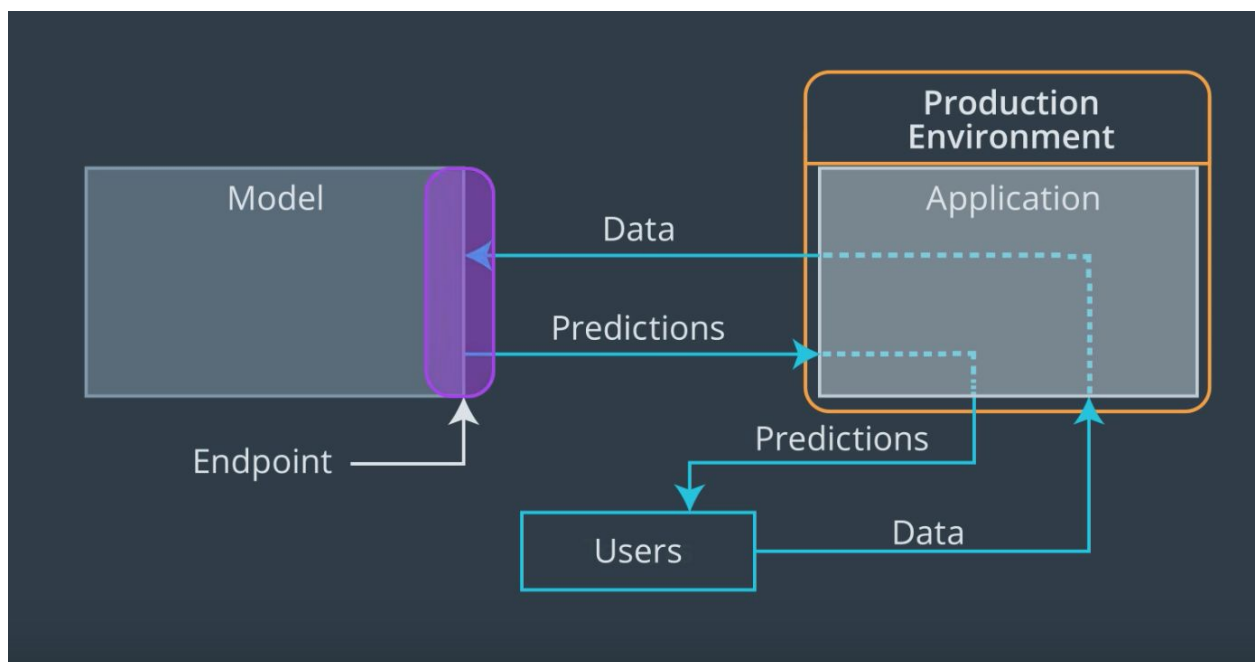 Production
Environment
Model
Application
Data
Predictions
Predictions
Endpoint
Data
Users